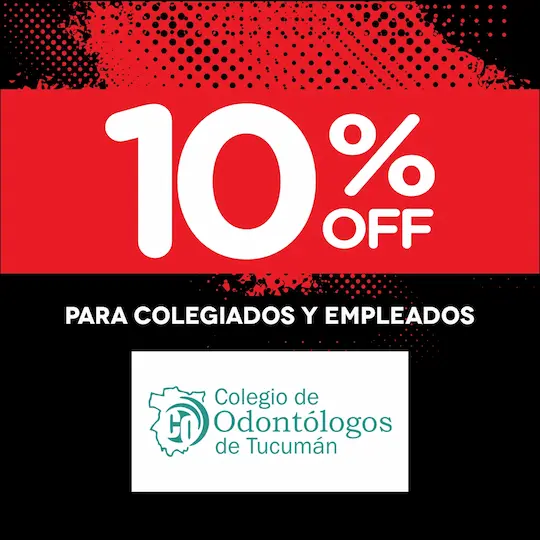 10%
OFF
PARA COLEGIADOS Y EMPLEADOS
Colegio de
Odontólogos
de Tucumán